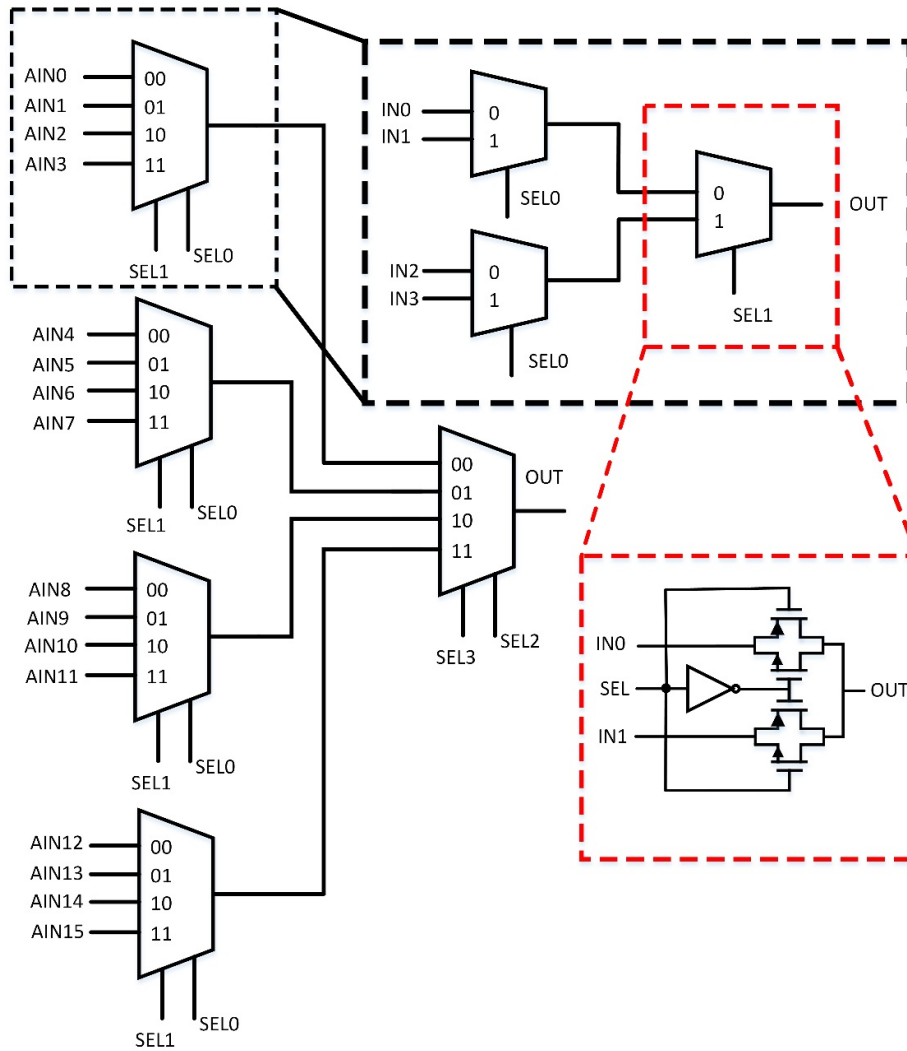 AIN0
AIN1
AIN2
AIN3
00
01
10
11
SEL1
SEL0
IN0
IN1
0
1
SEL0
IN2
IN3
0
1
SEL0
0
1
SEL1
OUT
AIN4
AIN5
AIN6
AIN7
00
01
10
11
SEL1
SEL0
AIN8
AIN9
AIN10
AIN11
00
01
10
11
SEL1
SEL0
AIN12
AIN13
AIN14
AIN15
00
01
10
11
SEL1
SEL0
00
01
10
11
SEL3
SEL2
OUT
IN0
SEL
IN1
OUT